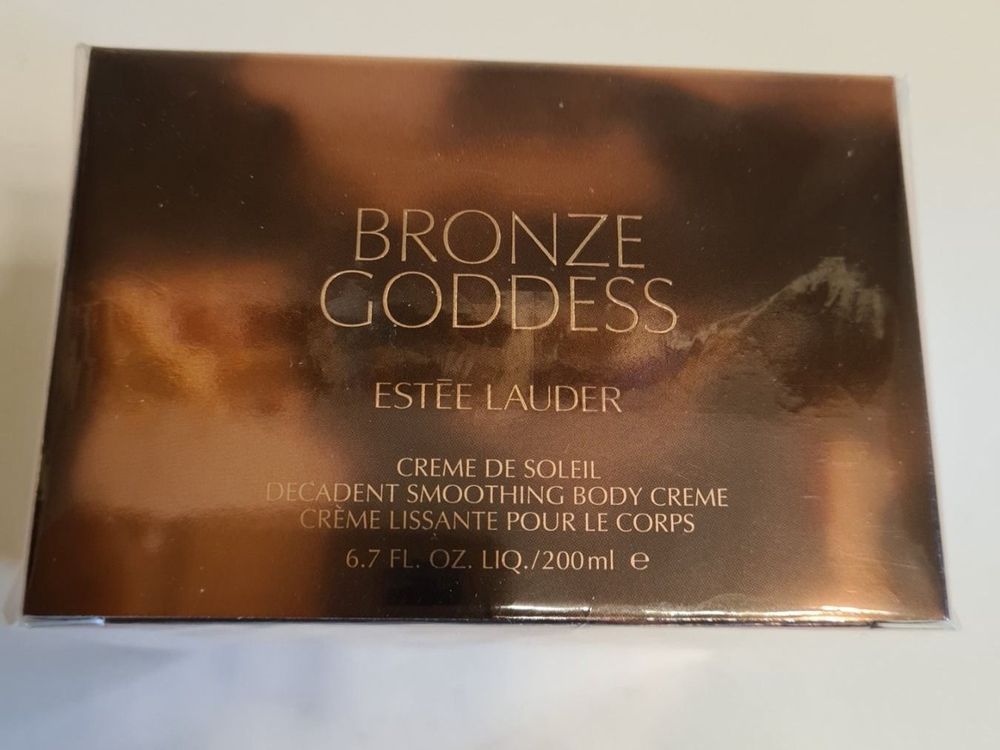 BRONZE
GODDESS
ESTĒE LAUDER
CREME DE SOLEIL
DECADENT SMOOTHING BODY CREME
CRÈME LISSANTE POUR LE CORPS
6.7 FL. OZ. LIQ./200ml ℮